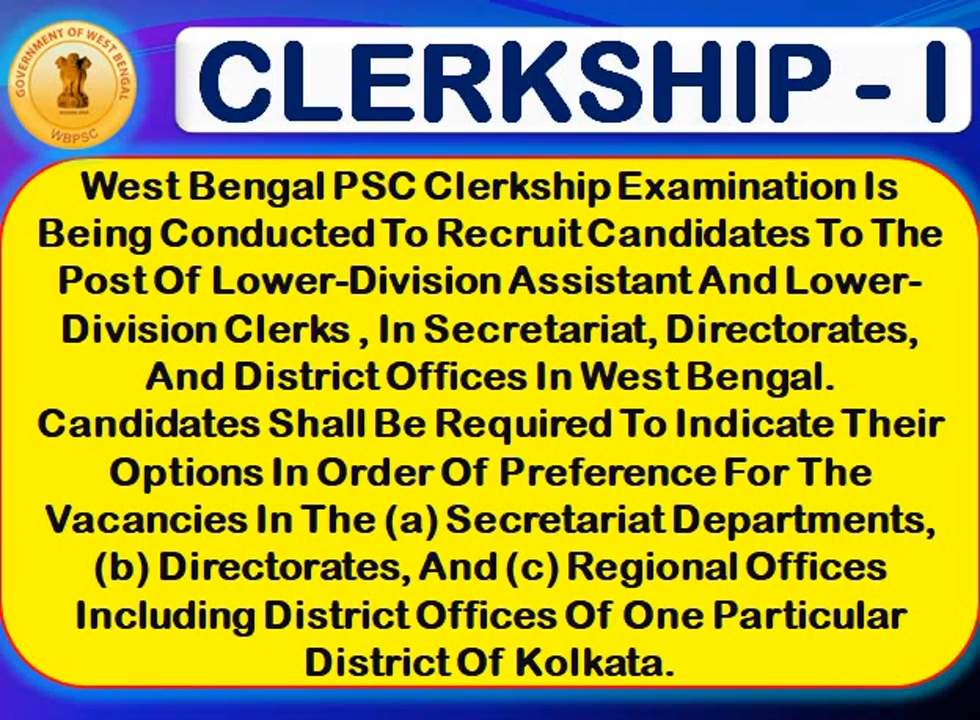 GOVERNMENT OF WEST BENGAL
WBPSC
CLERKSHIP - I
West Bengal PSC Clerkship Examination Is
Being Conducted To Recruit Candidates To The
Post Of Lower-Division Assistant And Lower-
Division Clerks , In Secretariat, Directorates,
And District Offices In West Bengal.
Candidates Shall Be Required To Indicate Their
Options In Order Of Preference For The
Vacancies In The (a) Secretariat Departments,
(b) Directorates, And (c) Regional Offices
Including District Offices Of One Particular
District Of Kolkata.